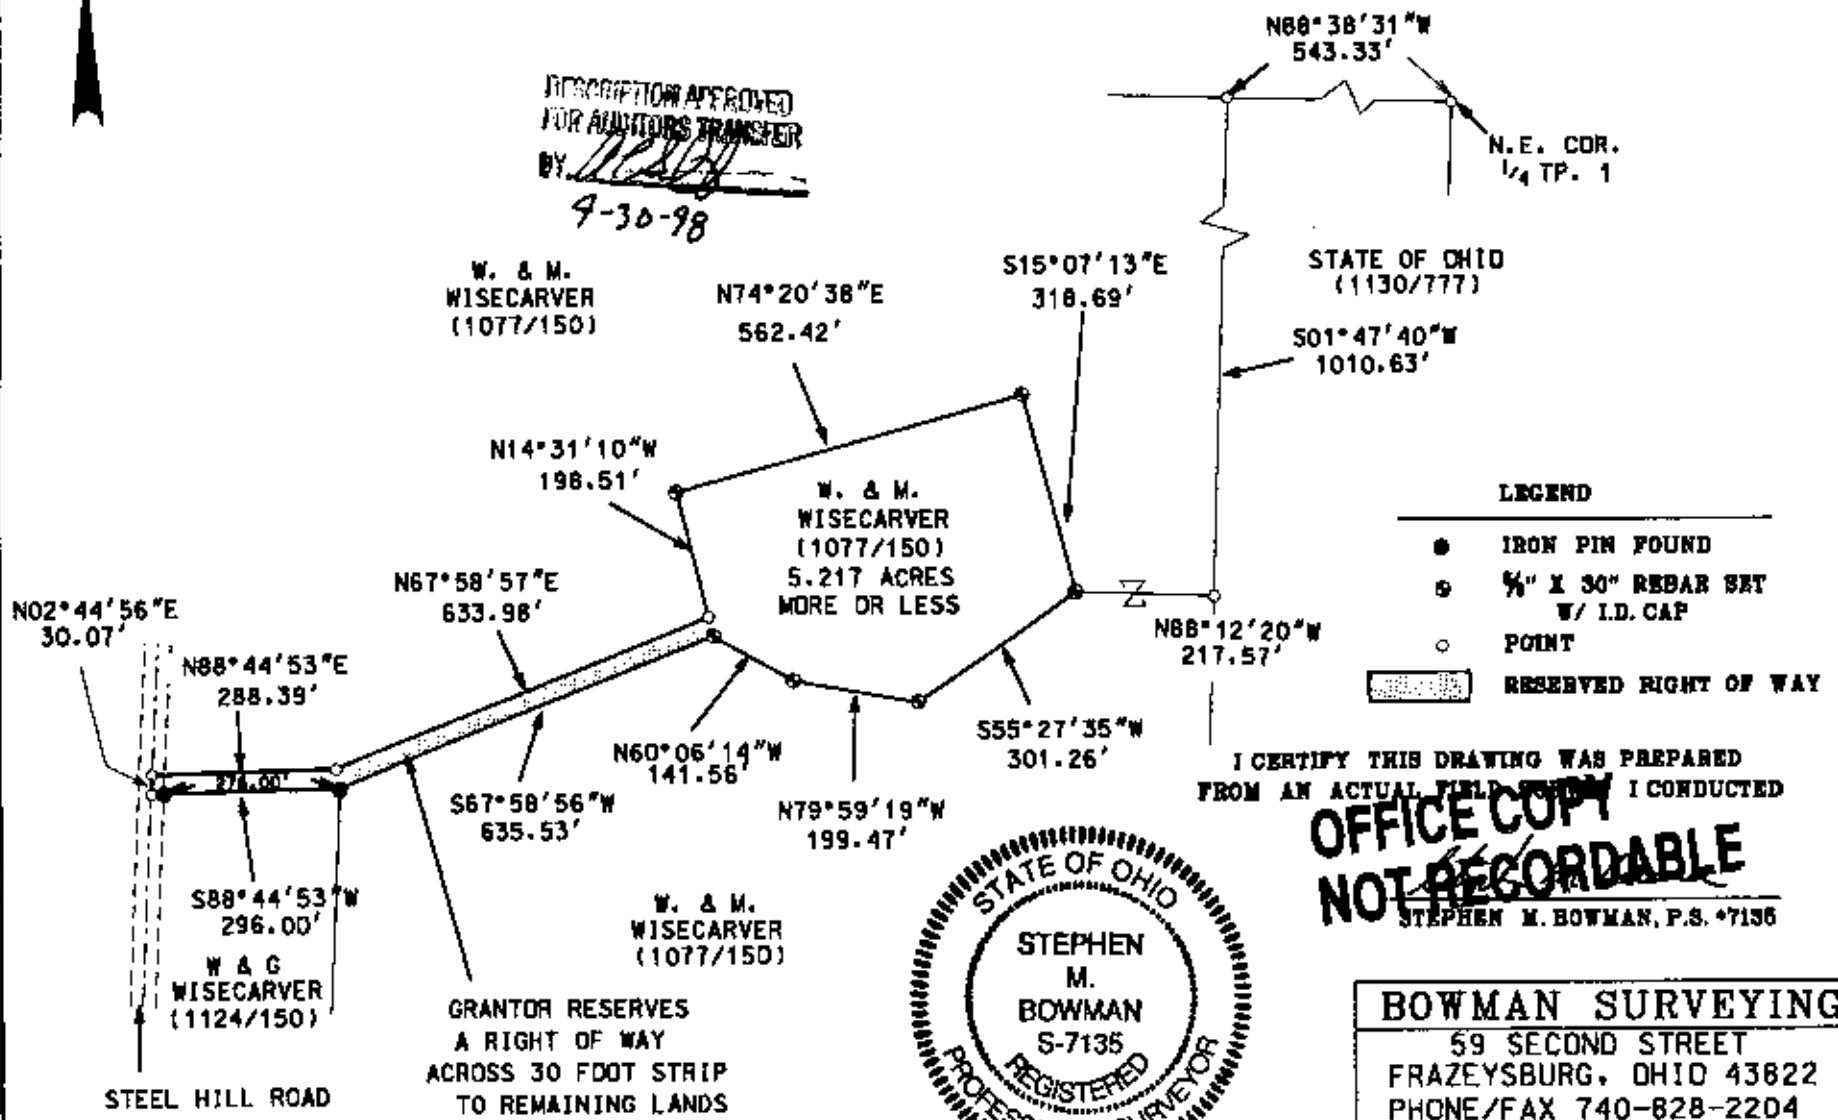 N88°38'31"W
543.33'
DESCRIPTION APPROVED
FOR AUDITORS TRANSFER
BY
4-30-98
N.E. COR.
1/4 TP. 1
STATE OF OHIO
(1130/777)
W. & M.
WISECARVER
(1077/150)
N74°20'38"E
562.42'
S15°07'13"E
318.69'
S01°47'40"W
1010.63'
N14°31'10"W
198.51'
W. & M.
WISECARVER
(1077/150)
5.217 ACRES
MORE OR LESS
LEGEND
IRON PIN FOUND
5/8" X 30" REBAR SET
W/ I.D. CAP
POINT
RESERVED RIGHT OF WAY
N67°58'57"E
633.98'
N02°44'56"E
30.07'
N88°44'53"E
288.39'
276.00'
N88°12'20"W
217.57'
S55°27'35"W
301.26'
N60°06'14"W
141.56'
S67°58'56"W
635.53'
N79°59'19"W
199.47'
I CERTIFY THIS DRAWING WAS PREPARED
FROM AN ACTUAL FIELD SURVEY I CONDUCTED
OFFICE COPY
NOT RECORDABLE
STEPHEN M. BOWMAN, P.S. #7135
S88°44'53"W
296.00'
W & G
WISECARVER
(1124/150)
W. & M.
WISECARVER
(1077/150)
STATE OF OHIO
STEPHEN
M.
BOWMAN
S-7135
REGISTERED
PROFESSIONAL SURVEYOR
GRANTOR RESERVES
A RIGHT OF WAY
ACROSS 30 FOOT STRIP
TO REMAINING LANDS
STEEL HILL ROAD
BOWMAN SURVEYING
59 SECOND STREET
FRAZEYSBURG, OHIO 43822
PHONE/FAX 740-828-2204